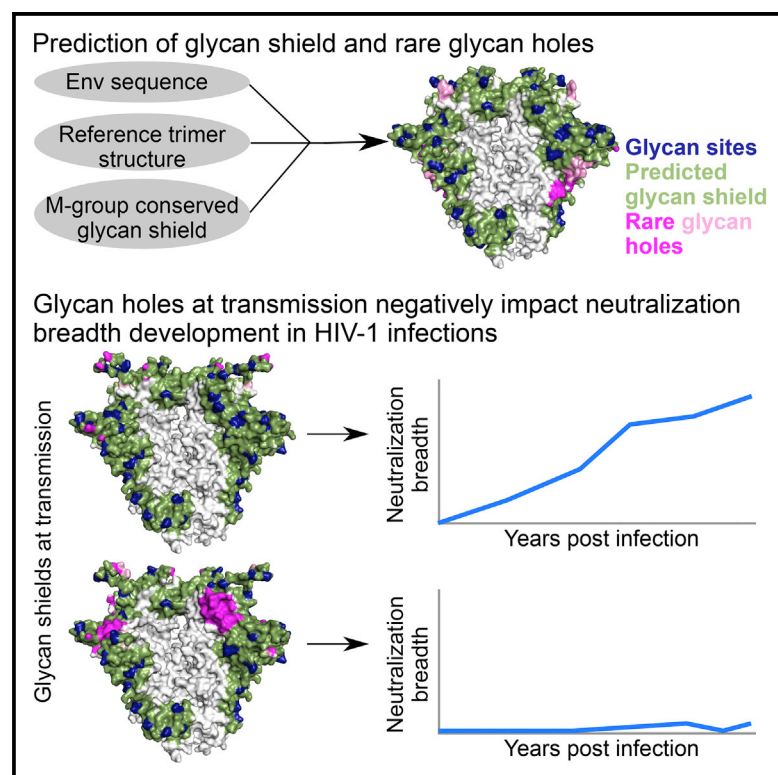 Prediction of glycan shield and rare glycan holes
Env sequence
Reference trimer
structure
M-group conserved
glycan shield
Glycan sites
Predicted
glycan shield
Rare glycan
holes
Glycan holes at transmission negatively impact neutralization
breadth development in HIV-1 infections
Glycan shields at transmission
Neutralization
breadth
Years post infection
Neutralization
breadth
Years post infection